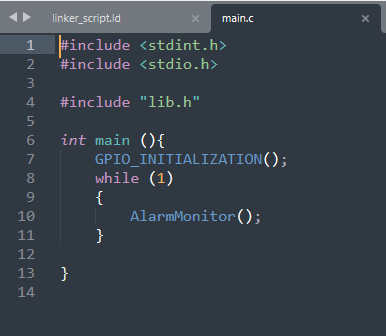 linker_script.ld main.c
1 #include <stdint.h>
2 #include <stdio.h>
3
4 #include "lib.h"
5
6 int main (){
7     GPIO_INITIALIZATION();
8     while (1)
9     {
10         AlarmMonitor();
11     }
12
13 }
14